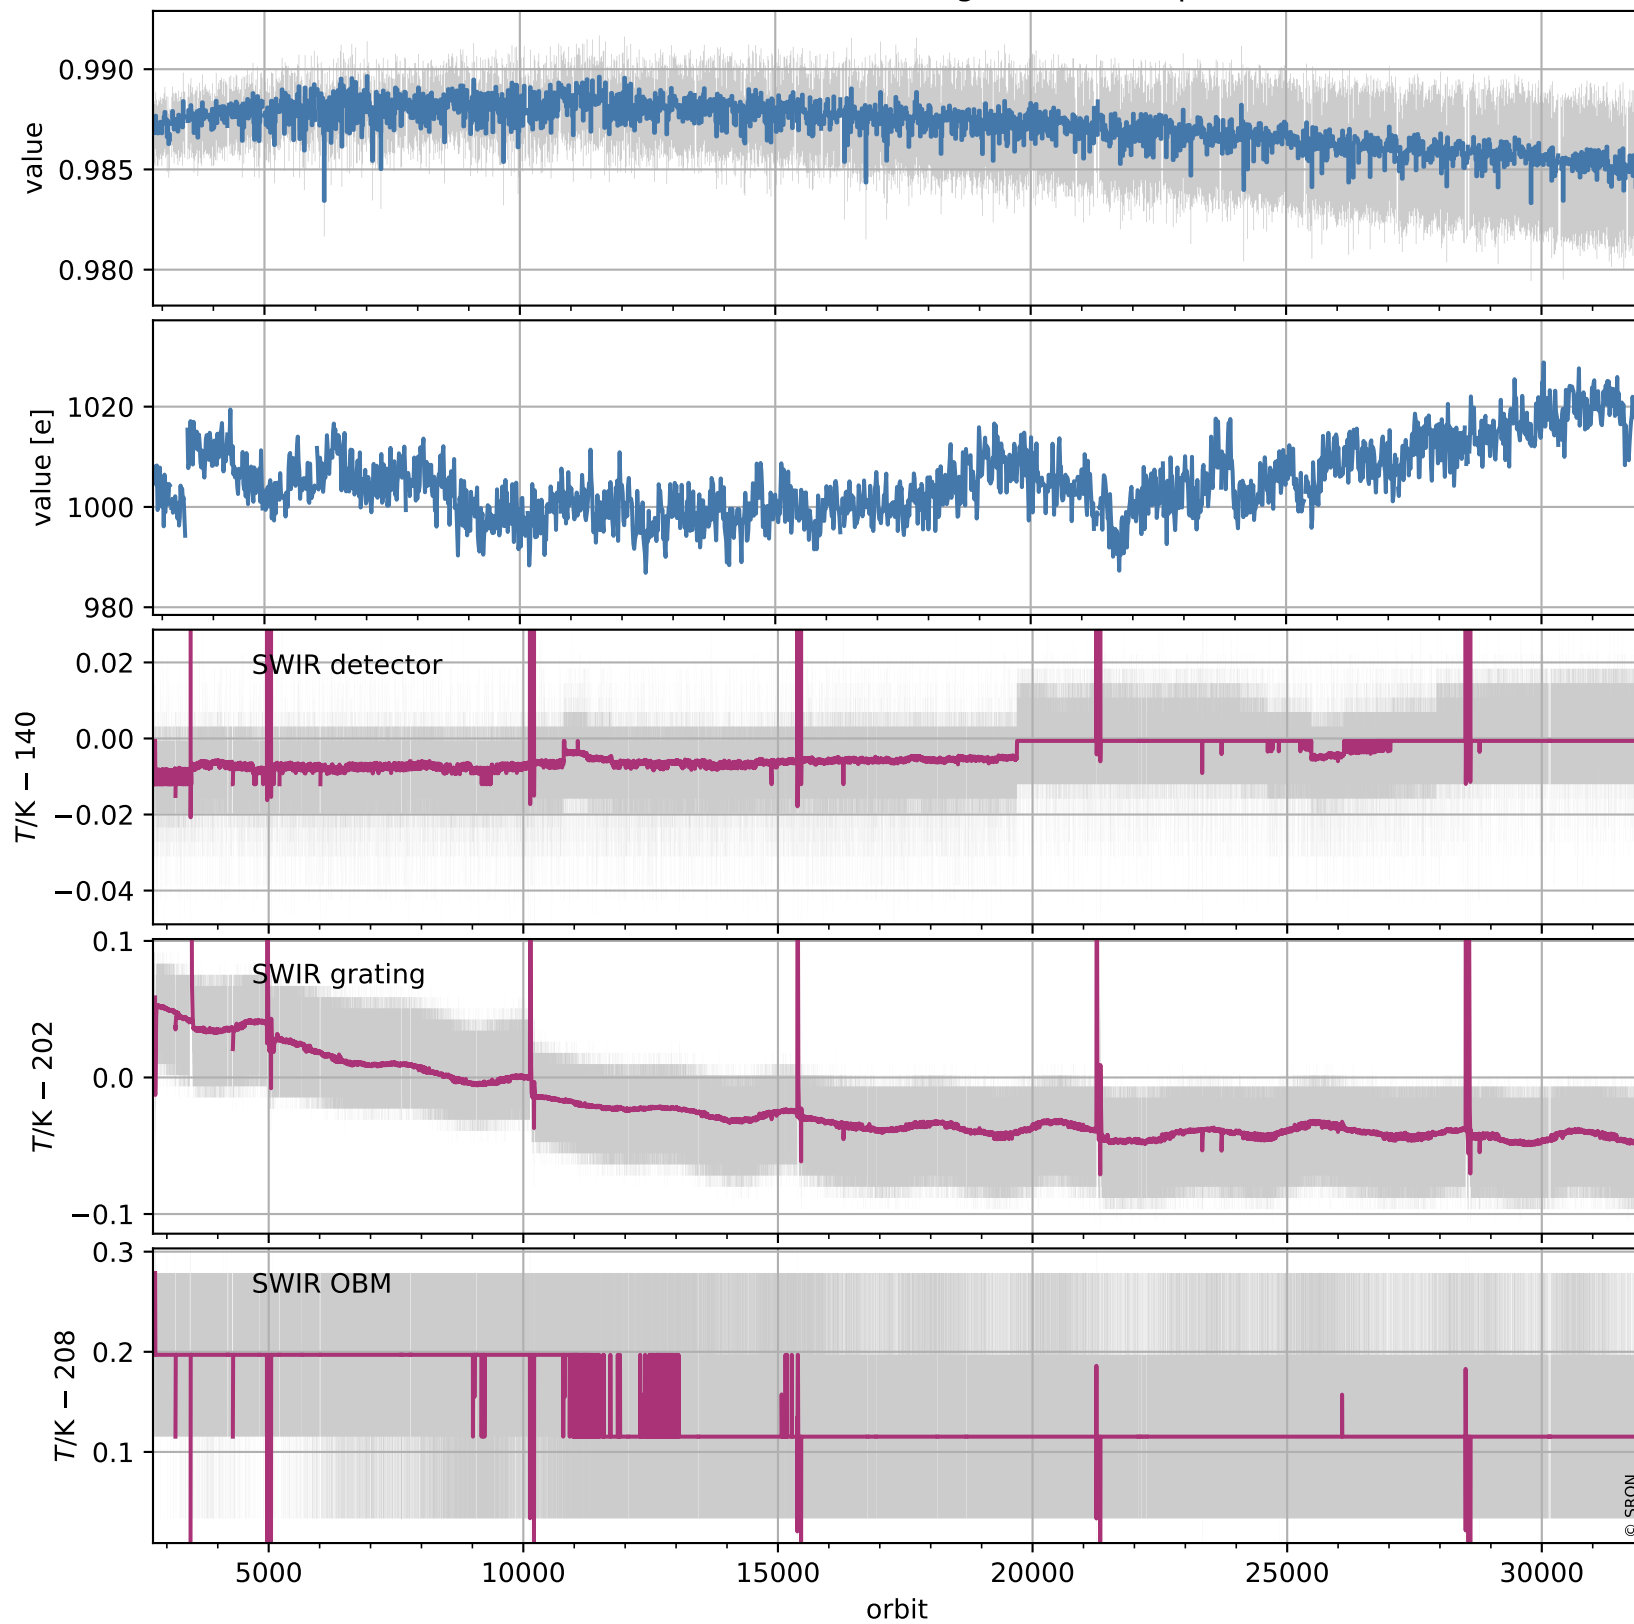 value
0.990
0.985
0.980
value [e]
1020
1000
980
SWIR detector
T/K − 140
0.02
0.00
−0.02
−0.04
SWIR grating
T/K − 202
0.1
0.0
−0.1
SWIR OBM
T/K − 208
0.3
0.2
0.1
5000 10000 15000 20000 25000 30000
orbit
© SRON